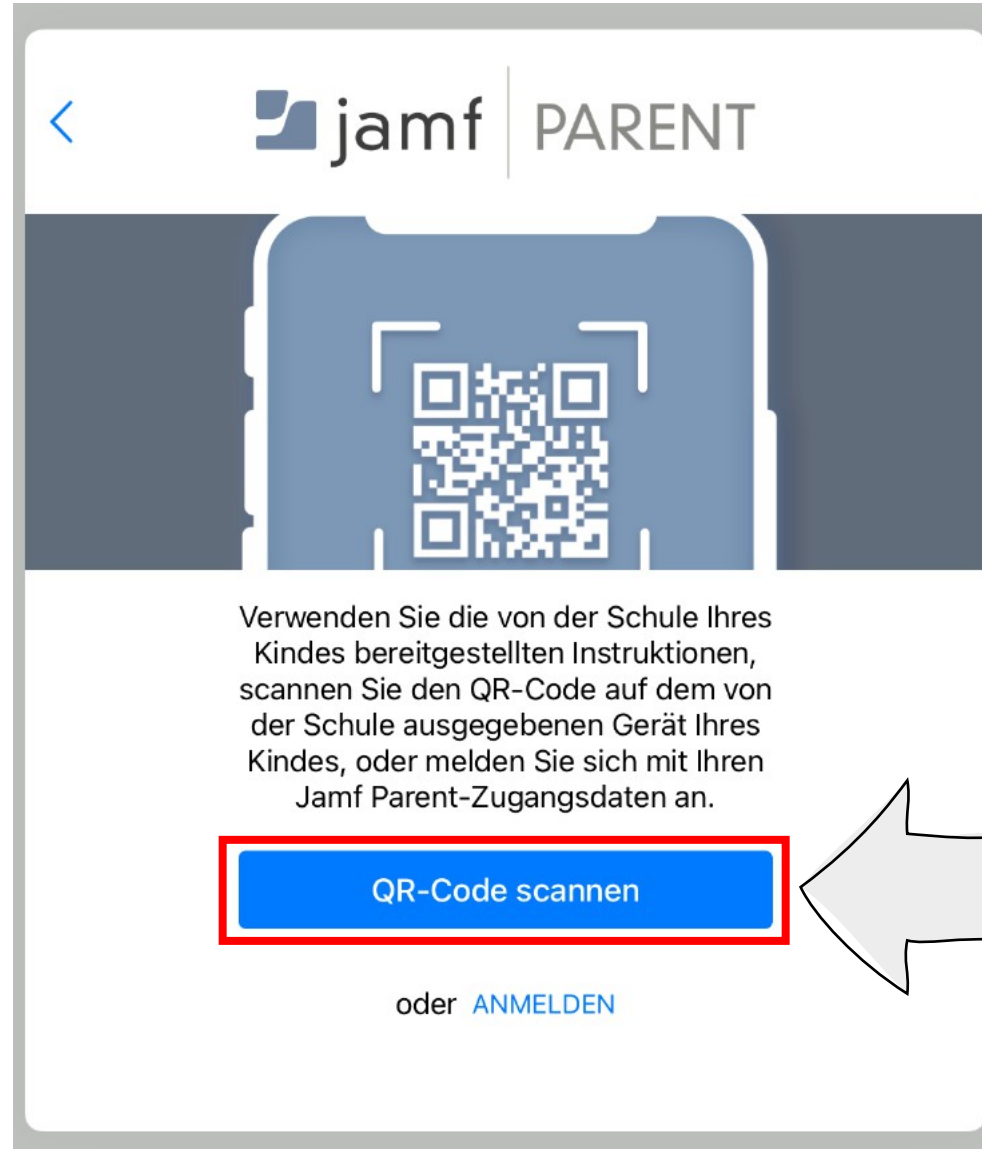 jamf PARENT
Verwenden Sie die von der Schule Ihres
Kindes bereitgestellten Instruktionen,
scannen Sie den QR-Code auf dem von
der Schule ausgegebenen Gerät Ihres
Kindes, oder melden Sie sich mit Ihren
Jamf Parent-Zugangsdaten an.
QR-Code scannen
oder ANMELDEN